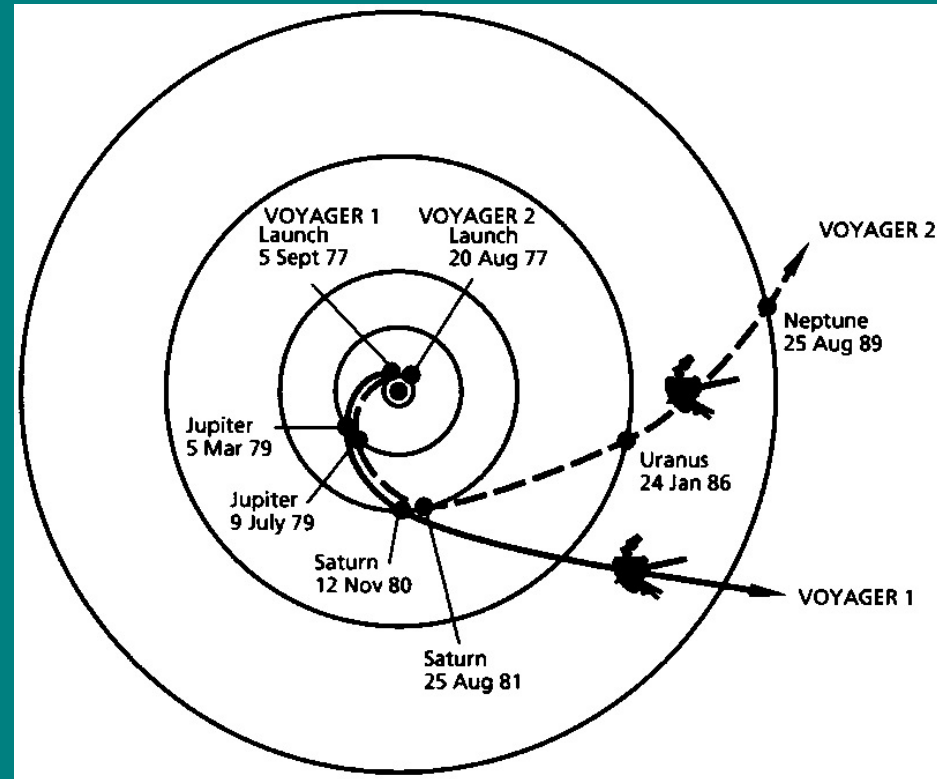 VOYAGER 1
Launch
5 Sept 77
VOYAGER 2
Launch
20 Aug 77
VOYAGER 2
Neptune
25 Aug 89
Jupiter
5 Mar 79
Uranus
24 Jan 86
Jupiter
9 July 79
Saturn
12 Nov 80
VOYAGER 1
Saturn
25 Aug 81